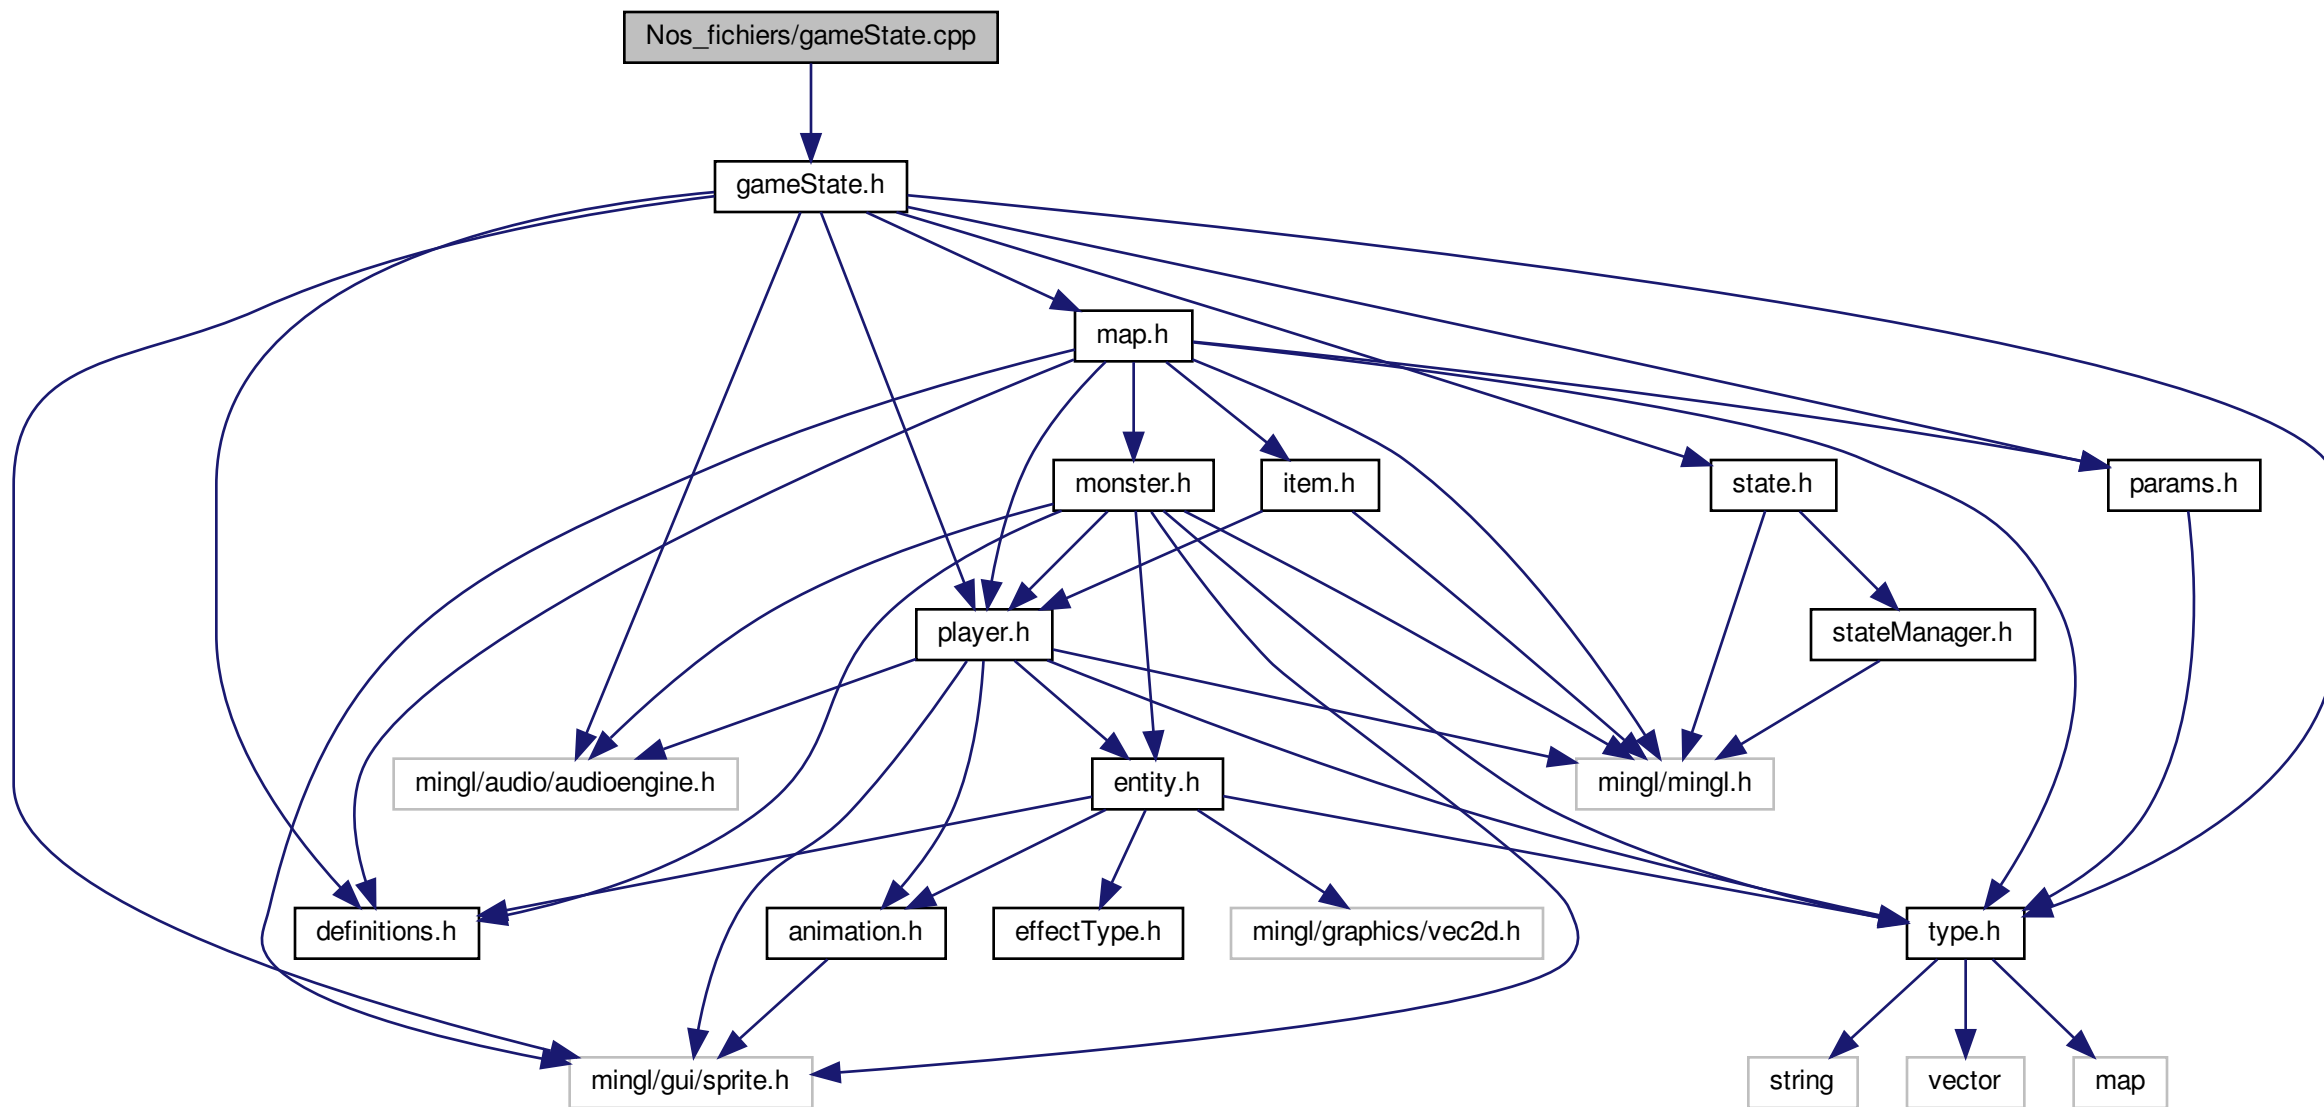 Nos_fichiers/gameState.cpp
gameState.h
map.h
monster.h
item.h
state.h
params.h
player.h
stateManager.h
mingl/audio/audioengine.h
entity.h
mingl/mingl.h
definitions.h
animation.h
effectType.h
mingl/graphics/vec2d.h
type.h
mingl/gui/sprite.h
string
vector
map